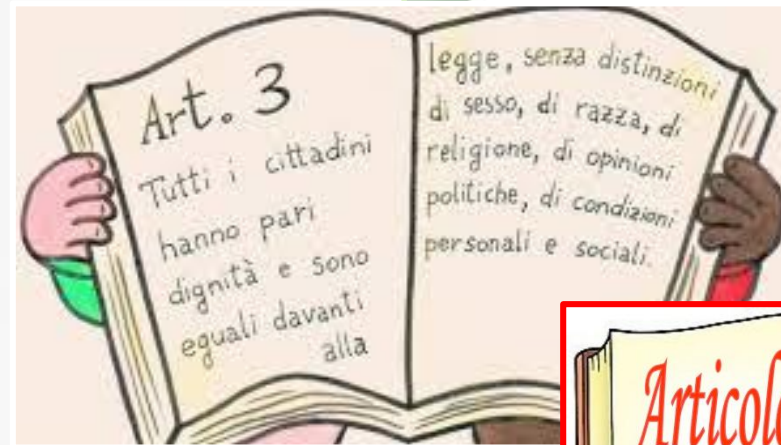 Art. 3
Tutti i cittadini
hanno pari
dignità e sono
eguali davanti
alla
legge, senza distinzioni
di sesso, di razza, di
religione, di opinioni
politiche, di condizioni
personali e sociali.